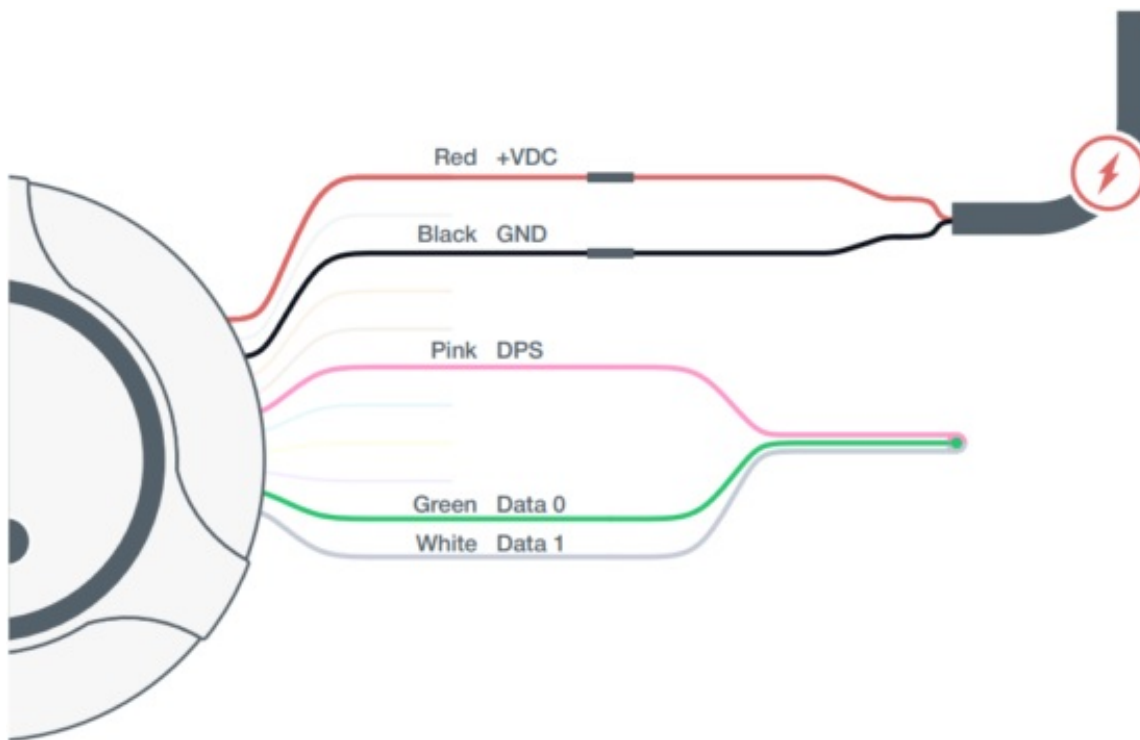 Red +VDC
Black GND
Pink DPS
Green Data 0
White Data 1